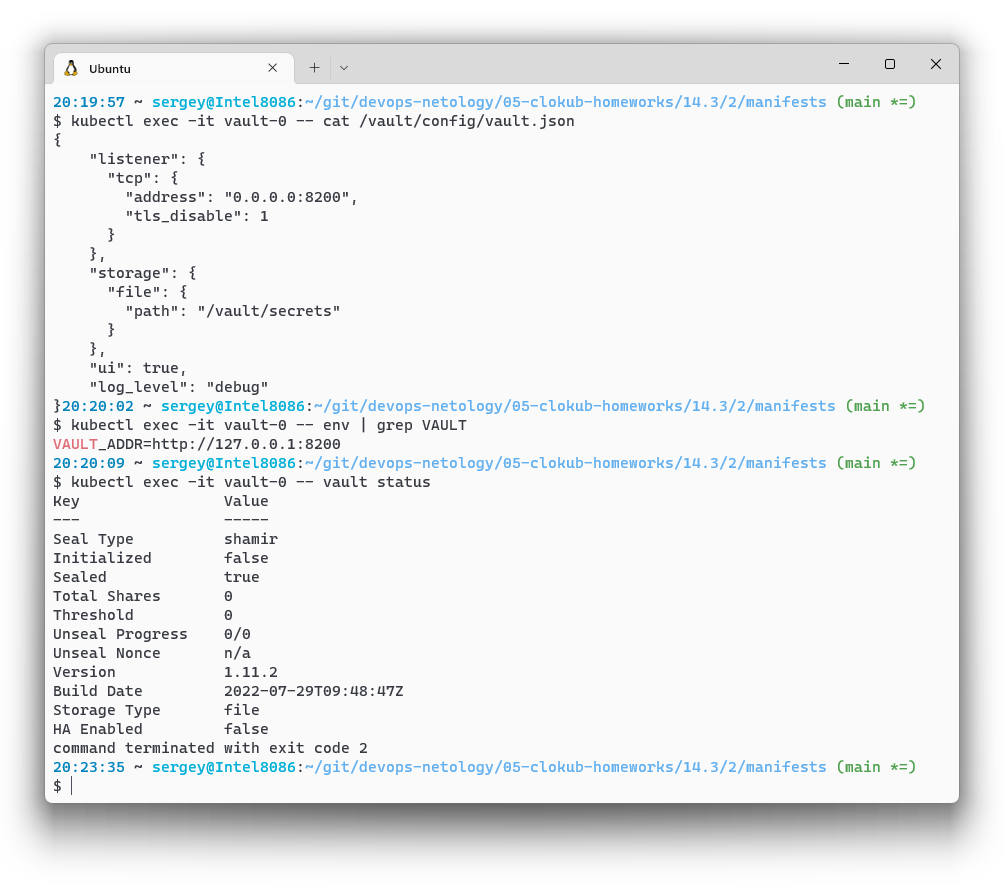 Ubuntu
20:19:57 ~ sergey@Intel8086:~/git/devops-netology/05-clokub-homeworks/14.3/2/manifests (main *=)
$ kubectl exec -it vault-0 -- cat /vault/config/vault.json
{
    "listener": {
      "tcp": {
        "address": "0.0.0.0:8200",
        "tls_disable": 1
      }
    },
    "storage": {
      "file": {
        "path": "/vault/secrets"
      }
    },
    "ui": true,
    "log_level": "debug"
}20:20:02 ~ sergey@Intel8086:~/git/devops-netology/05-clokub-homeworks/14.3/2/manifests (main *=)
$ kubectl exec -it vault-0 -- env | grep VAULT
VAULT_ADDR=http://127.0.0.1:8200
20:20:09 ~ sergey@Intel8086:~/git/devops-netology/05-clokub-homeworks/14.3/2/manifests (main *=)
$ kubectl exec -it vault-0 -- vault status
Key                Value
---                -----
Seal Type          shamir
Initialized        false
Sealed             true
Total Shares       0
Threshold          0
Unseal Progress    0/0
Unseal Nonce       n/a
Version            1.11.2
Build Date         2022-07-29T09:48:47Z
Storage Type       file
HA Enabled         false
command terminated with exit code 2
20:23:35 ~ sergey@Intel8086:~/git/devops-netology/05-clokub-homeworks/14.3/2/manifests (main *=)
$